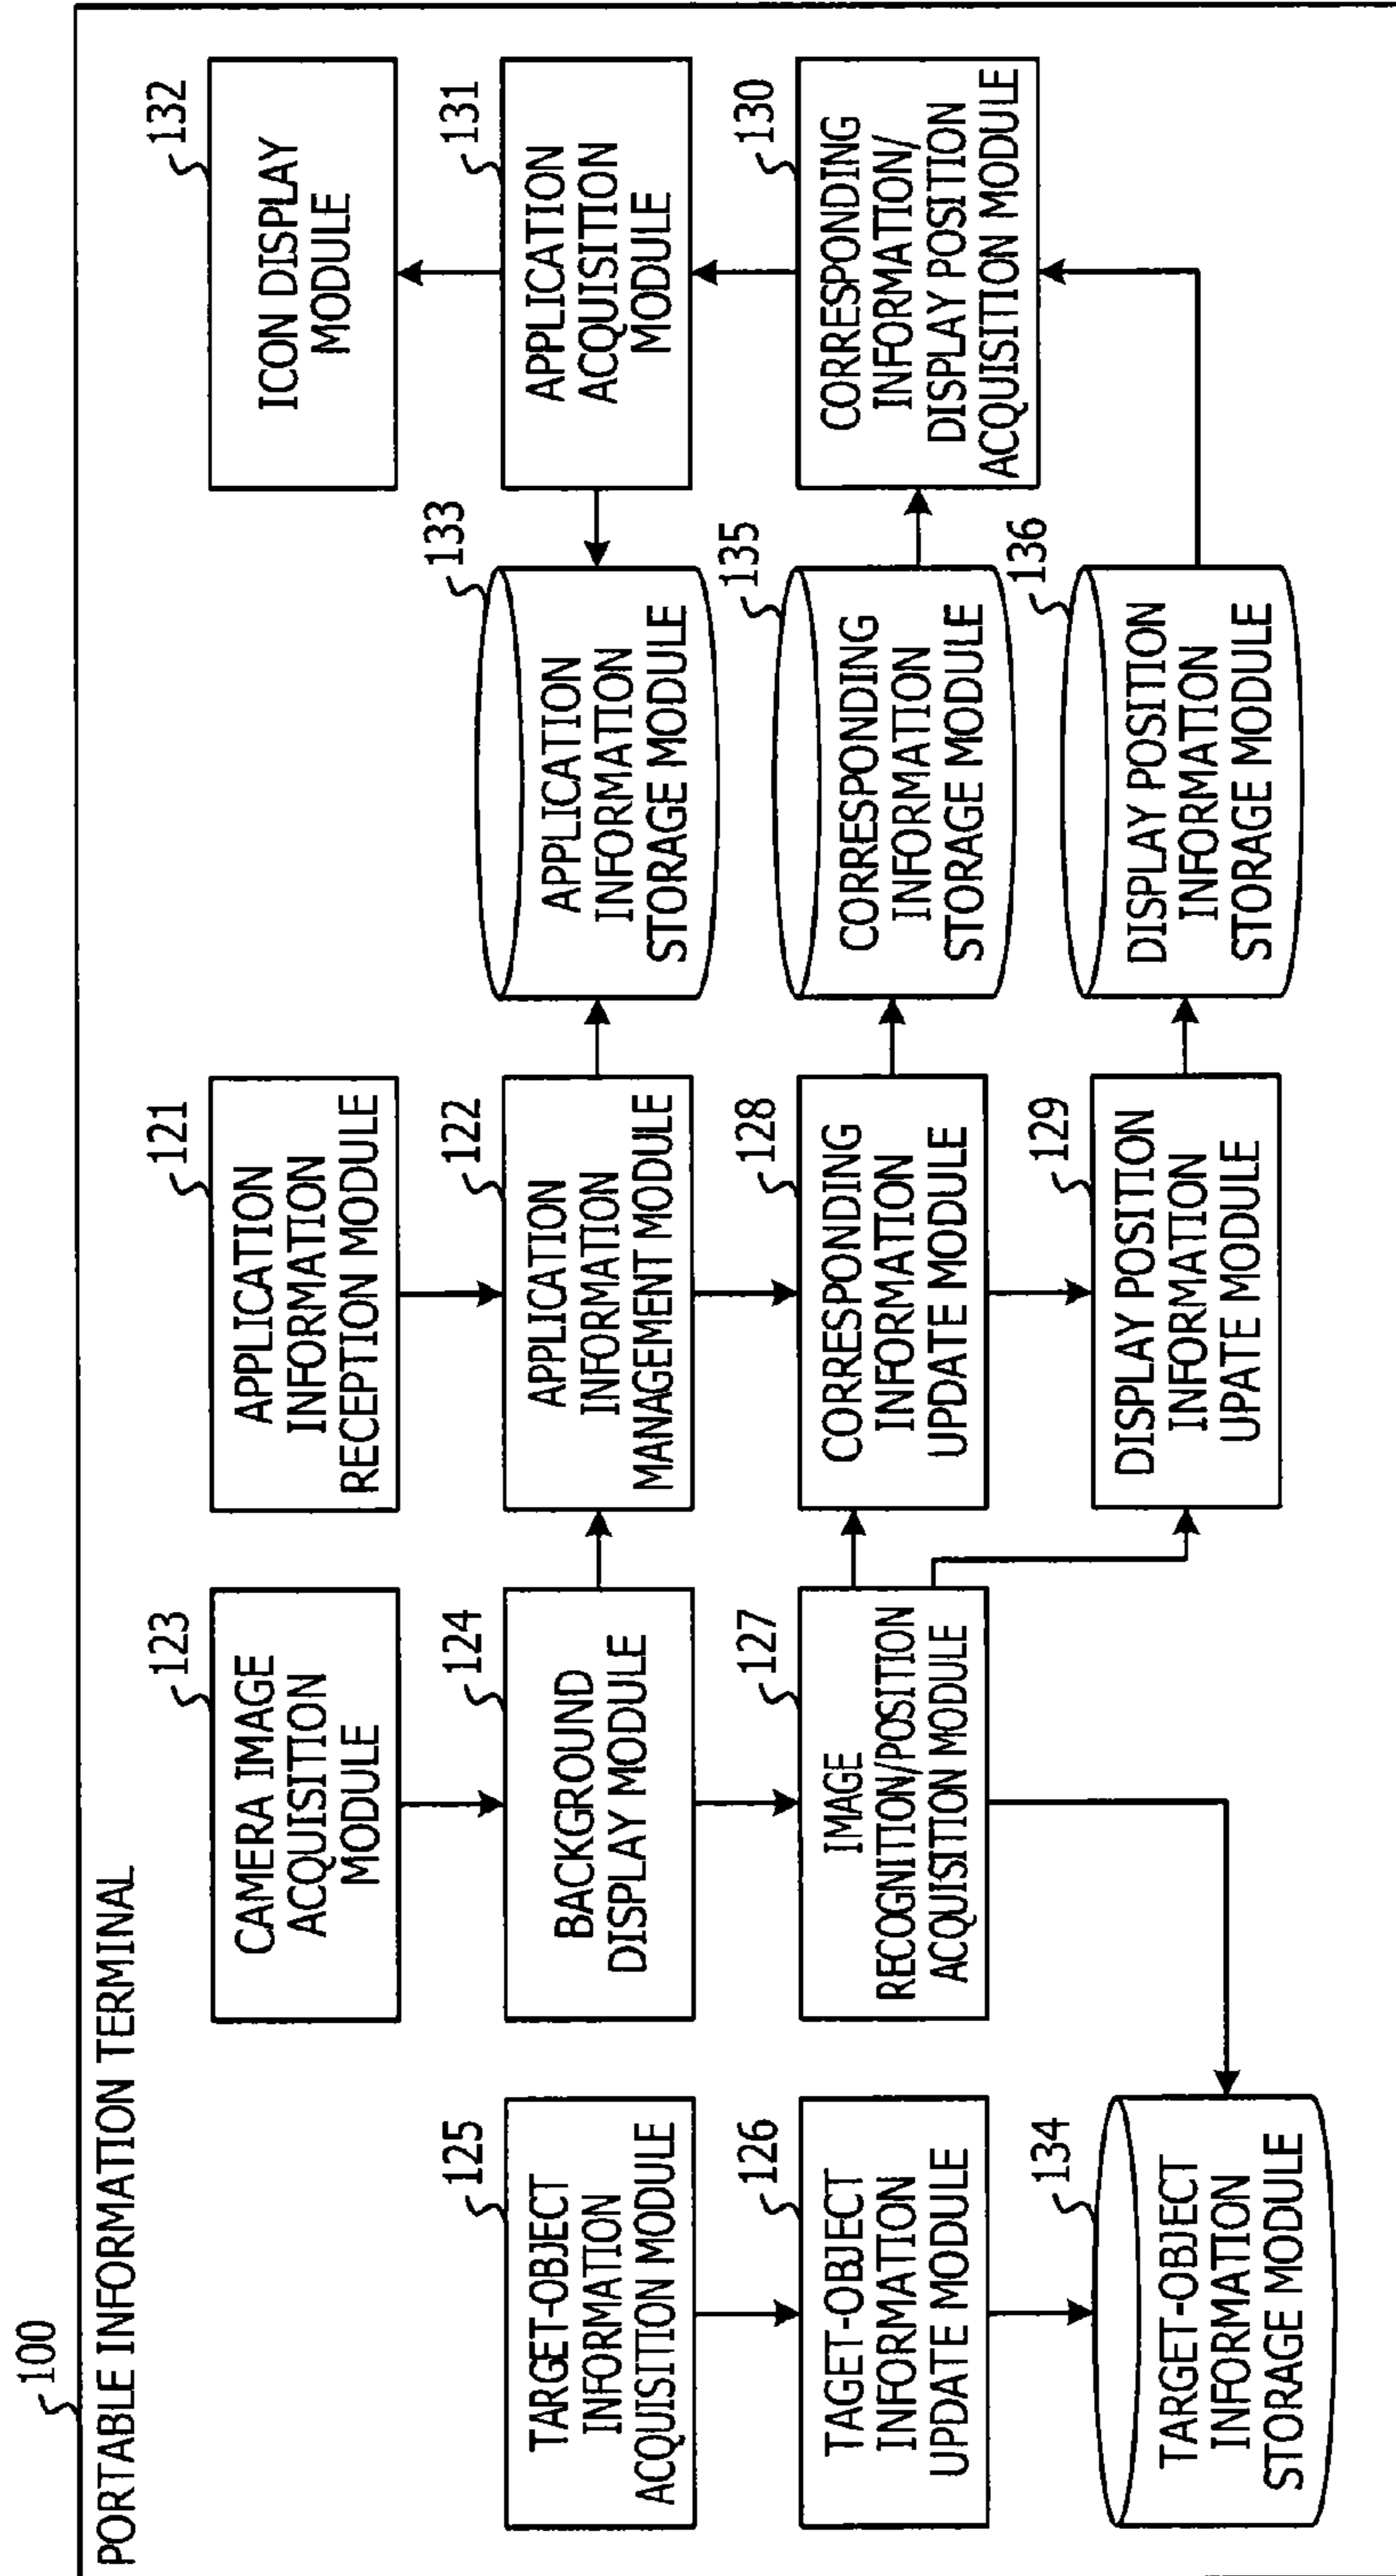 100
PORTABLE INFORMATION TERMINAL
125
TARGET-OBJECT
INFORMATION
ACQUISITION MODULE
126
TAGET-OBJECT
INFORMATION
UPDATE MODULE
134
TARGET-OBJECT
INFORMATION
STORAGE MODULE
123
CAMERA IMAGE
ACQUISITION
MODULE
124
BACKGROUND
DISPLAY MODULE
127
IMAGE
RECOGNITION/POSITION
ACQUISITION MODULE
121
APPLICATION
INFORMATION
RECEPTION MODULE
122
APPLICATION
INFORMATION
MANAGEMENT MODULE
128
CORRESPONDING
INFORMATION
UPDATE MODULE
129
DISPLAY POSITION
INFORMATION
UPATE MODULE
133
APPLICATION
INFORMATION
STORAGE MODULE
135
CORRESPONDING
INFORMATION
STORAGE MODULE
136
DISPLAY POSITION
INFORMATION
STORAGE MODULE
132
ICON DISPLAY
MODULE
131
APPLICATION
ACQUISITION
MODULE
130
CORRESPONDING
INFORMATION/
DISPLAY POSITION
ACQUISITION MODULE